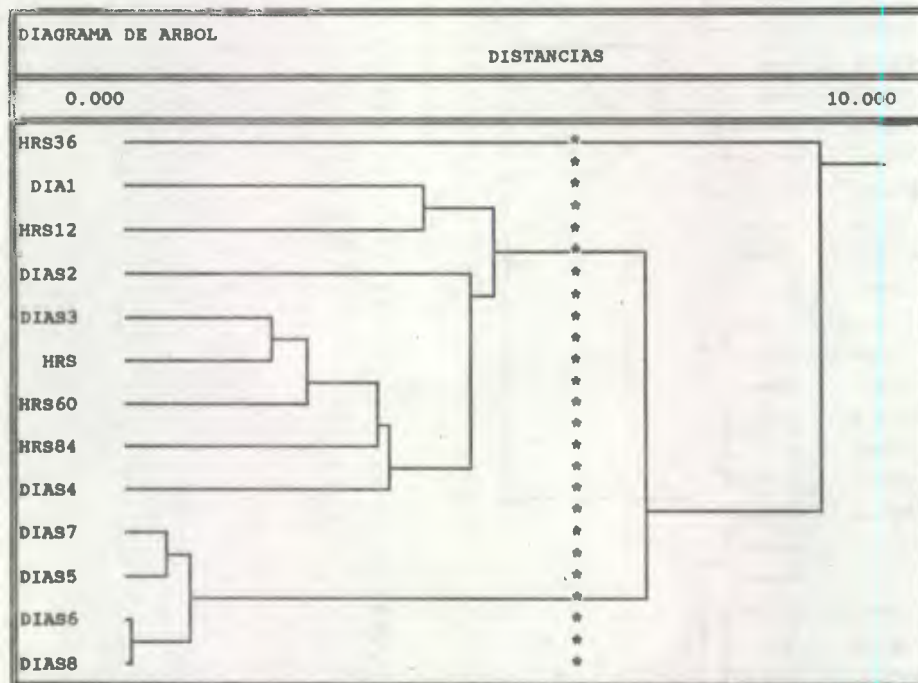 DIAGRAMA DE ARBOL
DISTANCIAS
0.000 10.000
HRS36
DIA1
HRS12
DIAS2
DIAS3
HRS
HRS60
HRS84
DIAS4
DIAS7
DIAS5
DIAS6
DIAS8